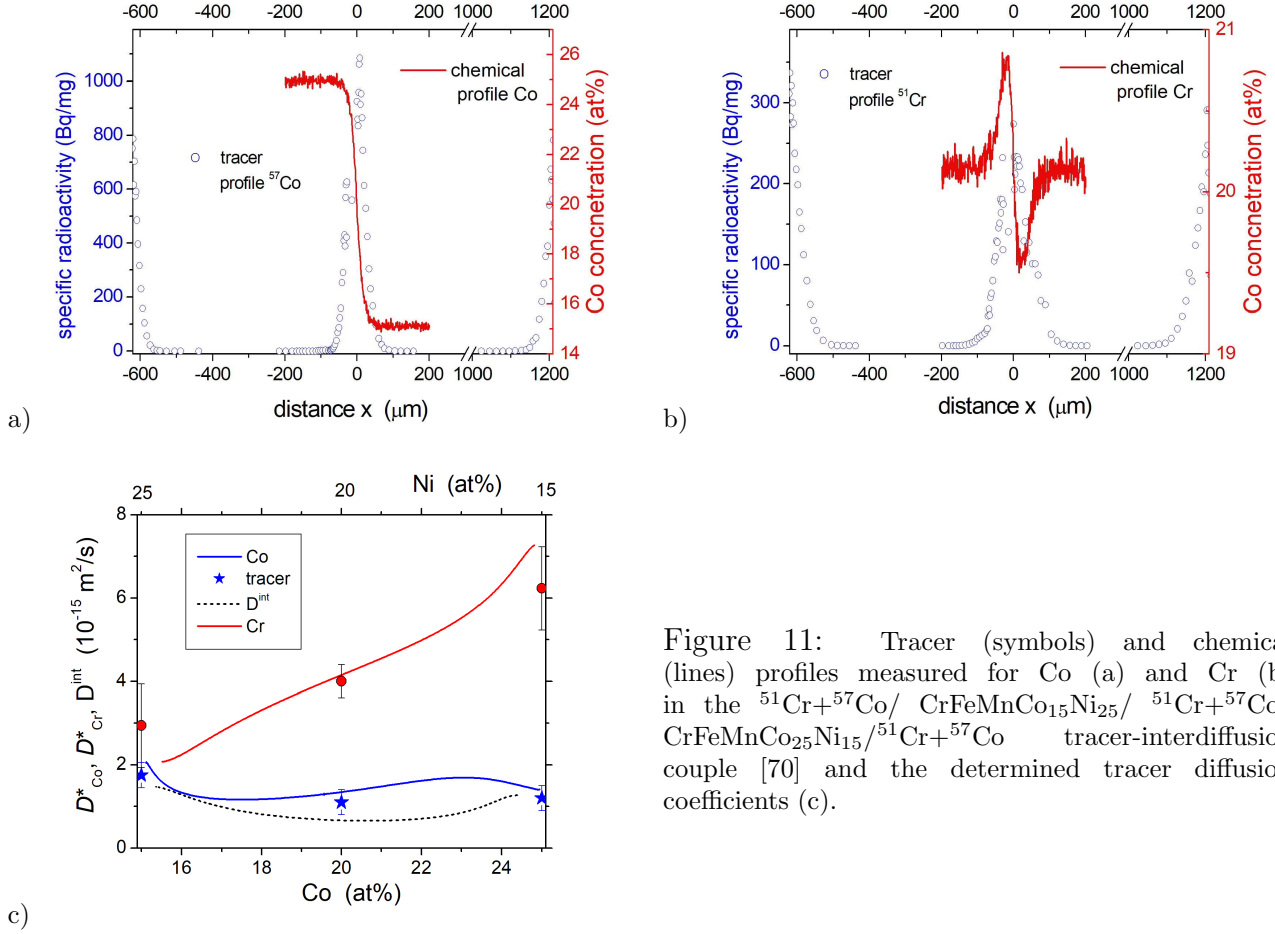 -600 -400 -200 0 200 1200
specific radioactivity (Bq/mg)
1000
800
600
400
200
0
tracer
profile ⁵⁷Co
chemical
profile Co
26
24
22
20
18
16
14
Co concnetration (at%)
-600 -400 -200 0 200 1000 1200
distance x (μm)
a)
-600 -400 -200 0 200 1200
specific radioactivity (Bq/mg)
300
200
100
0
tracer
profile ⁵¹Cr
chemical
profile Cr
21
20
19
Co concnetration (at%)
-600 -400 -200 0 200 1000 1200
distance x (μm)
b)
Ni (at%)
25 20 15
D*Co, D*Cr, D^int (10⁻¹⁵ m²/s)
8
6
4
2
0
Co
tracer
D^int
Cr
16 18 20 22 24
Co (at%)
c)
Figure 11: Tracer (symbols) and chemica
(lines) profiles measured for Co (a) and Cr (b
in the ⁵¹Cr+⁵⁷Co/ CrFeMnCo₁₅Ni₂₅/ ⁵¹Cr+⁵⁷Co
CrFeMnCo₂₅Ni₁₅/⁵¹Cr+⁵⁷Co tracer-interdiffusio
couple [70] and the determined tracer diffusio
coefficients (c).